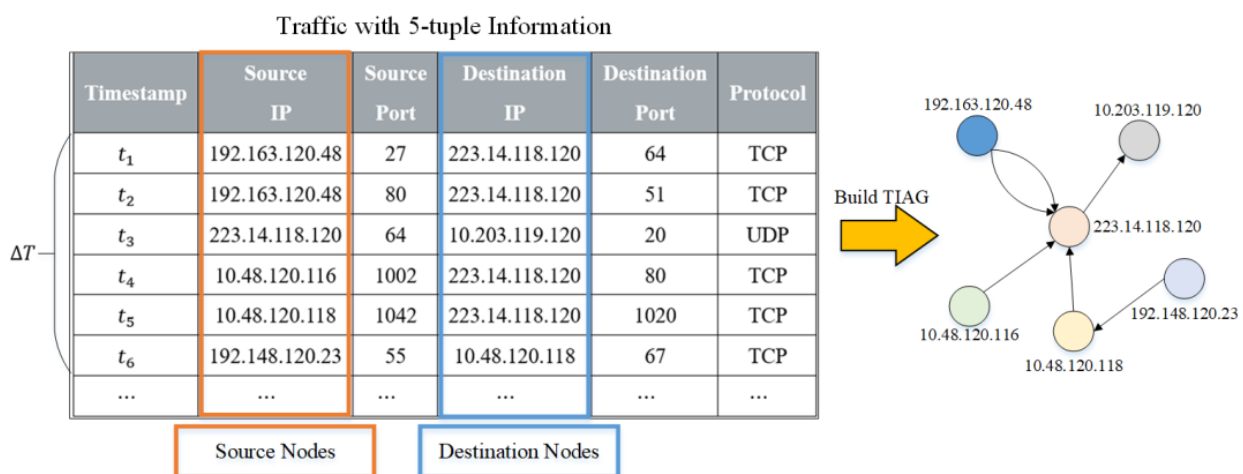 Traffic with 5-tuple Information
Timestamp Source IP Source Port Destination IP Destination Port Protocol
t₁ 192.163.120.48 27 223.14.118.120 64 TCP
t₂ 192.163.120.48 80 223.14.118.120 51 TCP
t₃ 223.14.118.120 64 10.203.119.120 20 UDP
t₄ 10.48.120.116 1002 223.14.118.120 80 TCP
t₅ 10.48.120.118 1042 223.14.118.120 1020 TCP
t₆ 192.148.120.23 55 10.48.120.118 67 TCP
... ... ... ... ... ...
ΔT
Source Nodes
Destination Nodes
Build TIAG
192.163.120.48
10.203.119.120
223.14.118.120
192.148.120.23
10.48.120.116
10.48.120.118